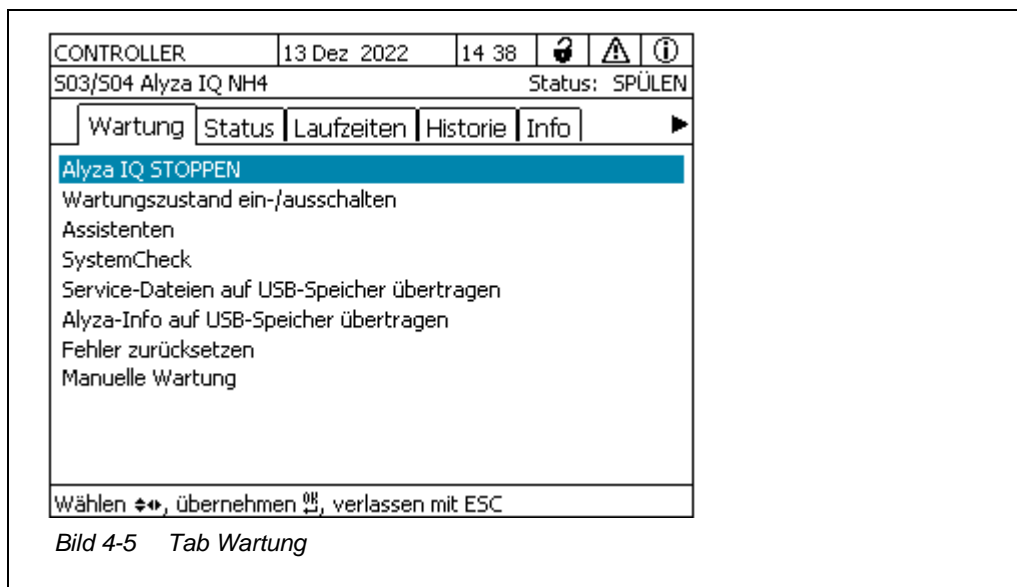 CONTROLLER 13 Dez 2022 14 38
S03/S04 Alyza IQ NH4 Status: SPÜLEN
Wartung Status Laufzeiten Historie Info
Alyza IQ STOPPEN
Wartungszustand ein-/ausschalten
Assistenten
SystemCheck
Service-Dateien auf USB-Speicher übertragen
Alyza-Info auf USB-Speicher übertragen
Fehler zurücksetzen
Manuelle Wartung
Wählen , übernehmen OK, verlassen mit ESC
Bild 4-5 Tab Wartung